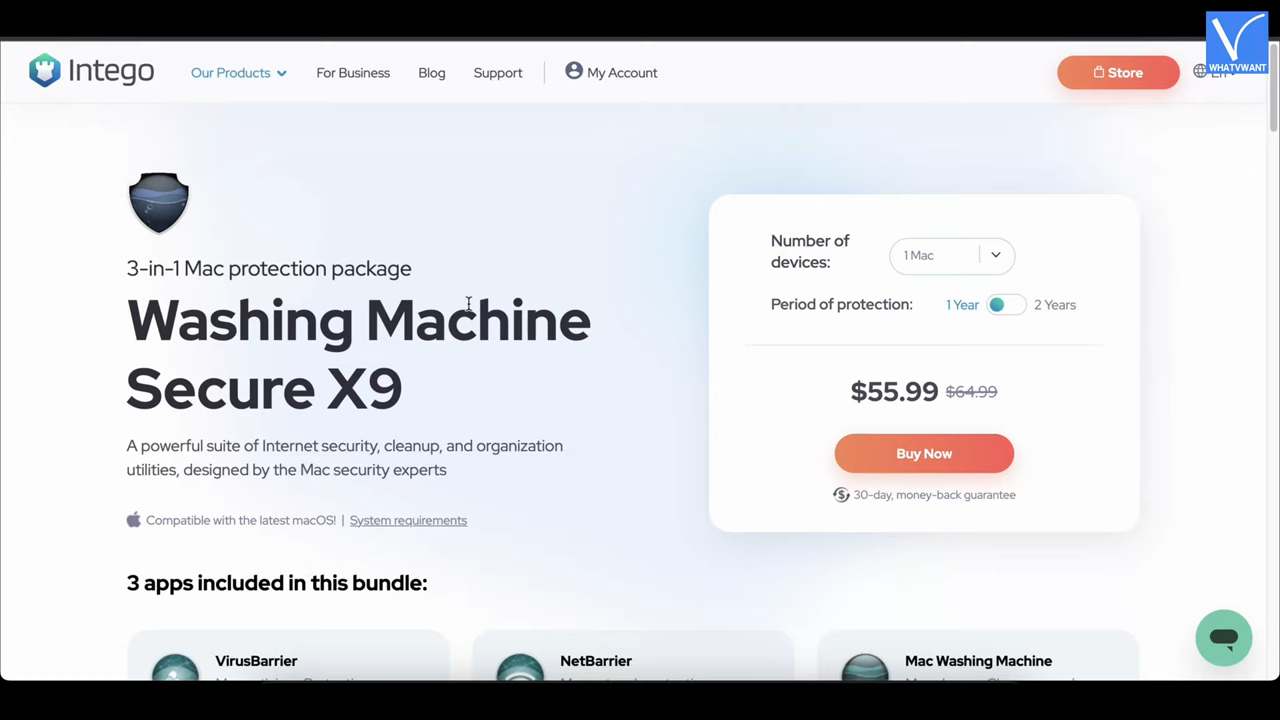 Intego
Our Products
For Business
Blog
Support
My Account
Store
WHATVWANT
3-in-1 Mac protection package
Washing Machine
Secure X9
A powerful suite of Internet security, cleanup, and organization
utilities, designed by the Mac security experts
Compatible with the latest macOS! | System requirements
Number of
devices:
1 Mac
Period of protection:
1 Year
2 Years
$55.99 $64.99
Buy Now
30-day, money-back guarantee
3 apps included in this bundle:
VirusBarrier
NetBarrier
Mac Washing Machine